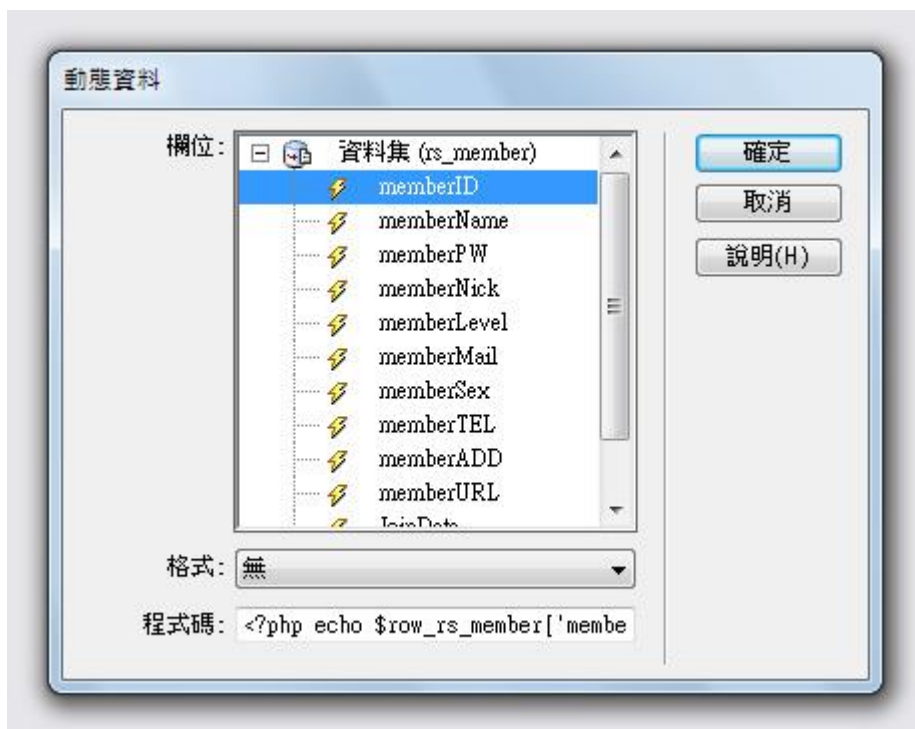 動態資料
欄位:
資料集 (rs_member)
memberID
memberName
memberPW
memberNick
memberLevel
memberMail
memberSex
memberTEL
memberADD
memberURL
JoinDate
格式: 無
程式碼: <?php echo $row_rs_member['membe
確定
取消
說明(H)